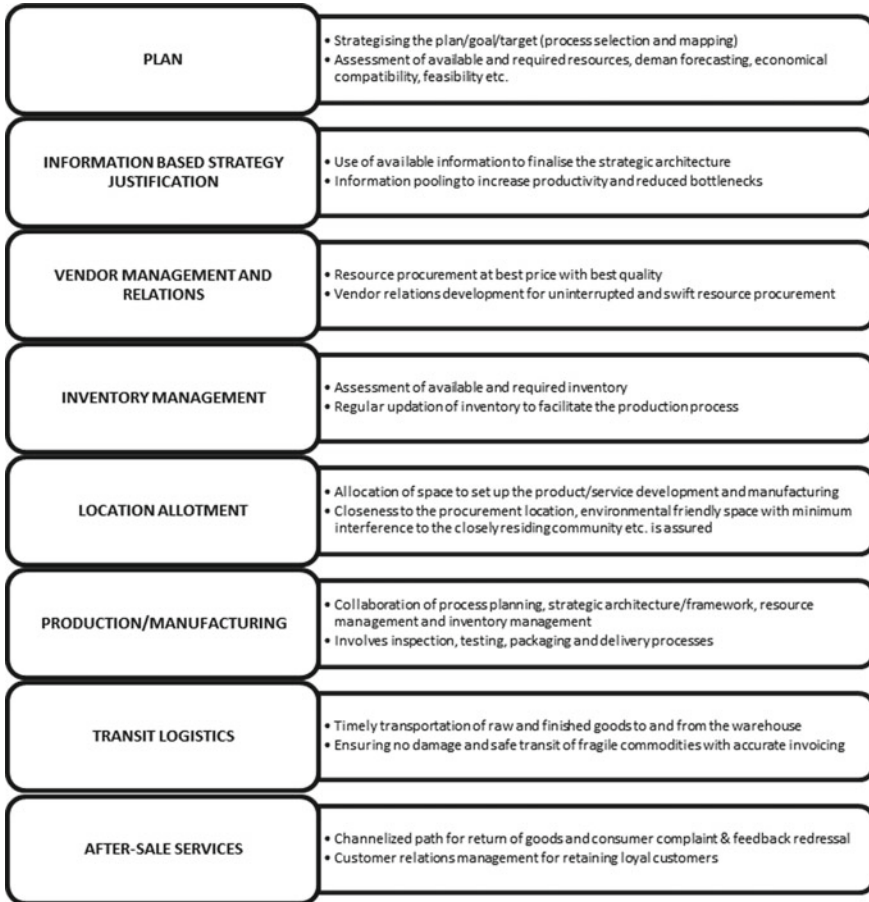 PLAN
• Strategising the plan/goal/target (process selection and mapping)
• Assessment of available and required resources, deman forecasting, economical
compatibility, feasibility etc.
INFORMATION BASED STRATEGY
JUSTIFICATION
• Use of available information to finalise the strategic architecture
• Information pooling to increase productivity and reduced bottlenecks
VENDOR MANAGEMENT AND
RELATIONS
• Resource procurement at best price with best quality
• Vendor relations development for uninterrupted and swift resource procurement
INVENTORY MANAGEMENT
• Assessment of available and required inventory
• Regular updation of inventory to facilitate the production process
LOCATION ALLOTMENT
• Allocation of space to set up the product/service development and manufacturing
• Closeness to the procurement location, environmental friendly space with minimum
interference to the closely residing community etc. is assured
PRODUCTION/MANUFACTURING
• Collaboration of process planning, strategic architecture/framework, resource
management and inventory management
• Involves inspection, testing, packaging and delivery processes
TRANSIT LOGISTICS
• Timely transportation of raw and finished goods to and from the warehouse
• Ensuring no damage and safe transit of fragile commodities with accurate invoicing
AFTER-SALE SERVICES
• Channelized path for return of goods and consumer complaint & feedback redressal
• Customer relations management for retaining loyal customers